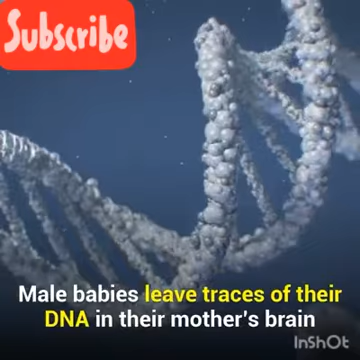 Subscribe
Male babies leave traces of their
DNA in their mother's brain
InShOt